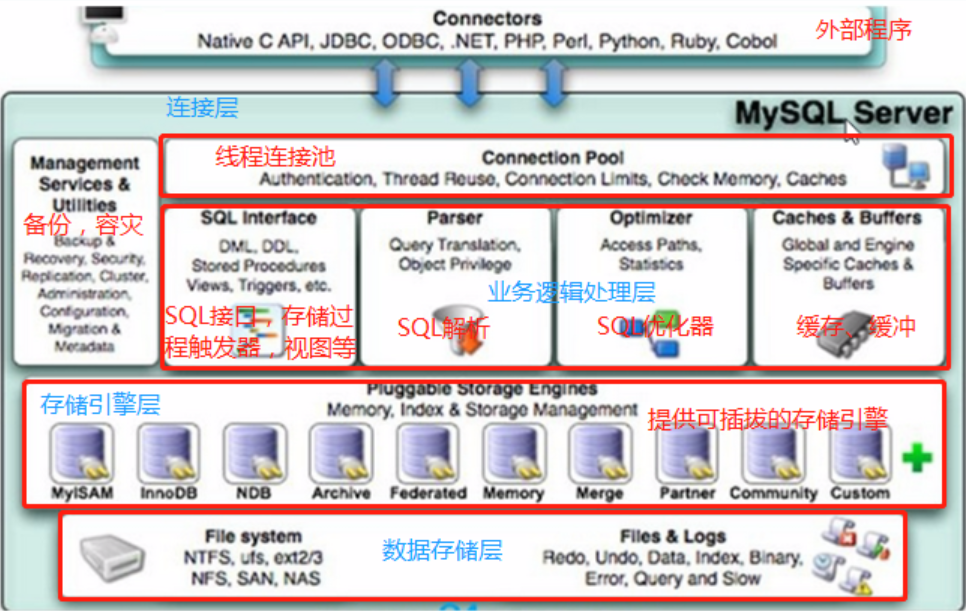 Connectors
Native C API, JDBC, ODBC, .NET, PHP, Perl, Python, Ruby, Cobol
外部程序
连接层
MySQL Server
Management
Services &
Utilities
备份，容灾
Backup &
Recovery, Security,
Replication, Cluster,
Administration,
Configuration,
Migration &
Metadata
线程连接池
Connection Pool
Authentication, Thread Reuse, Connection Limits, Check Memory, Caches
SQL Interface
DML, DDL,
Stored Procedures
Views, Triggers, etc.
SQL接口，存储过
程触发器，视图等
Parser
Query Translation,
Object Privilege
SQL解析
Optimizer
Access Paths,
Statistics
业务逻辑处理层
SQL优化器
Caches & Buffers
Global and Engine
Specific Caches &
Buffers
缓存、缓冲
存储引擎层
Pluggable Storage Engines
Memory, Index & Storage Management
提供可插拔的存储引擎
MyISAM
InnoDB
NDB
Archive
Federated
Memory
Merge
Partner
Community
Custom
File system
NTFS, ufs, ext2/3
NFS, SAN, NAS
数据存储层
Files & Logs
Redo, Undo, Data, Index, Binary,
Error, Query and Slow